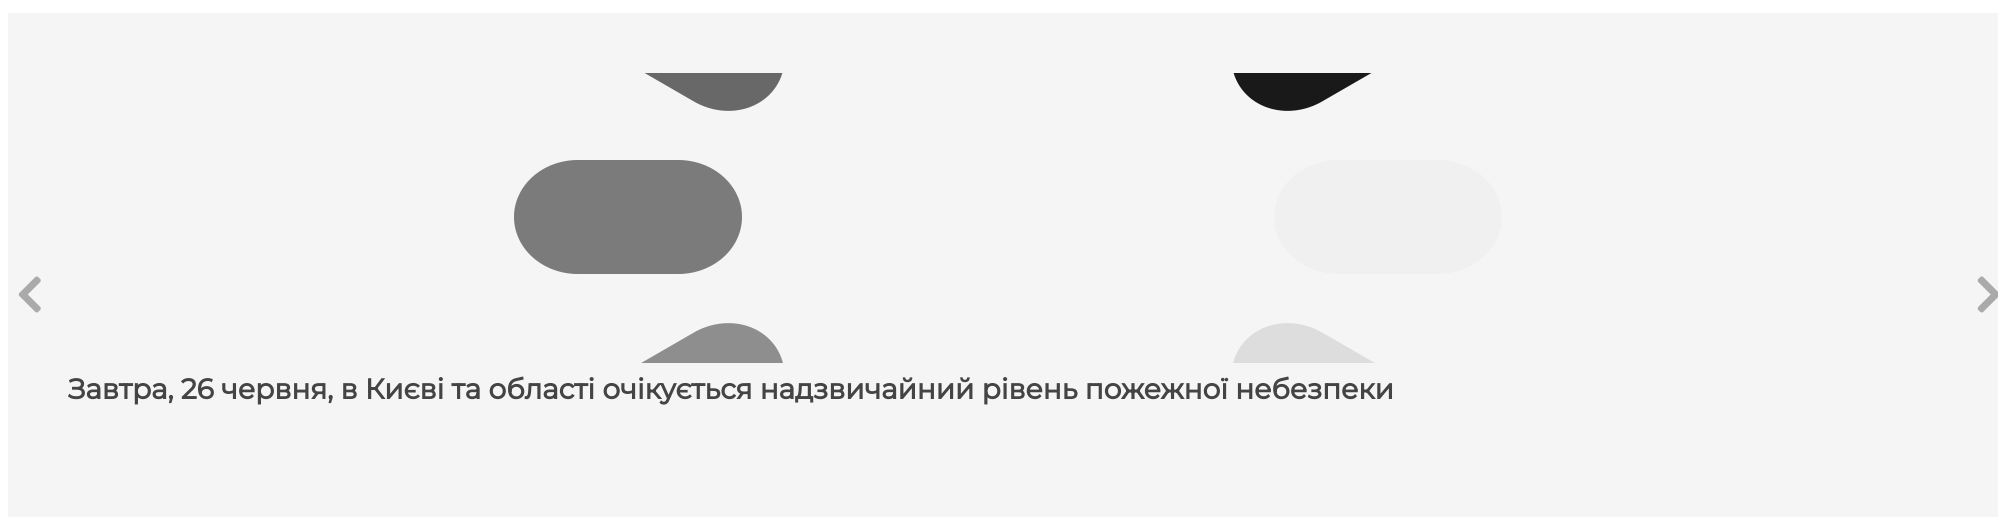 Завтра, 26 червня, в Києві та області очікується надзвичайний рівень пожежної небезпеки